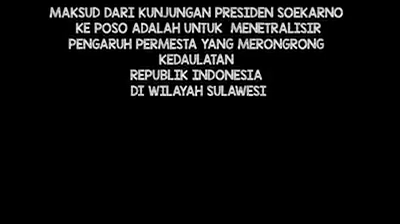 MAKSUD DARI KUNJUNGAN PRESIDEN SOEKARNO
KE POSO ADALAH UNTUK MENETRALISIR
PENGARUH PERMESTA YANG MERONGRONG
KEDAULATAN
REPUBLIK INDONESIA
DI WILAYAH SULAWESI